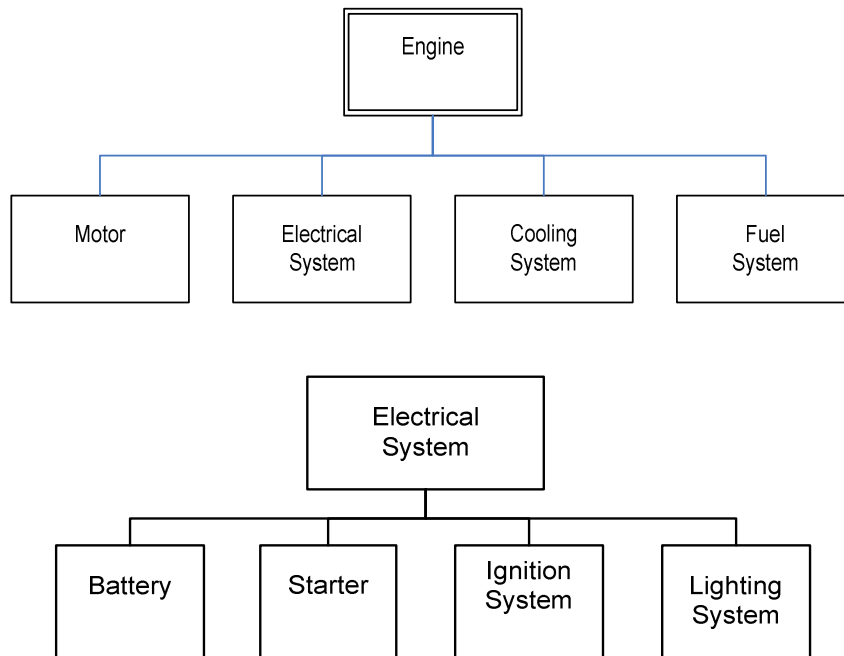 Engine
Motor
Electrical
System
Cooling
System
Fuel
System
Electrical
System
Battery
Starter
Ignition
System
Lighting
System